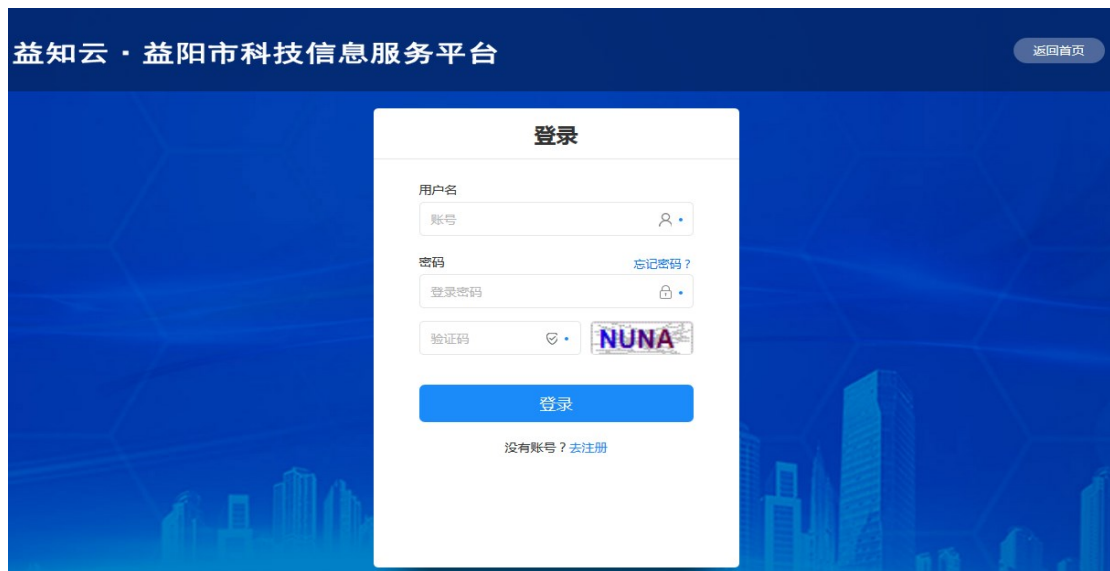 益知云·益阳市科技信息服务平台
返回首页
登录
用户名
账号
密码 忘记密码？
登录密码
验证码 NUNA
登录
没有账号？去注册